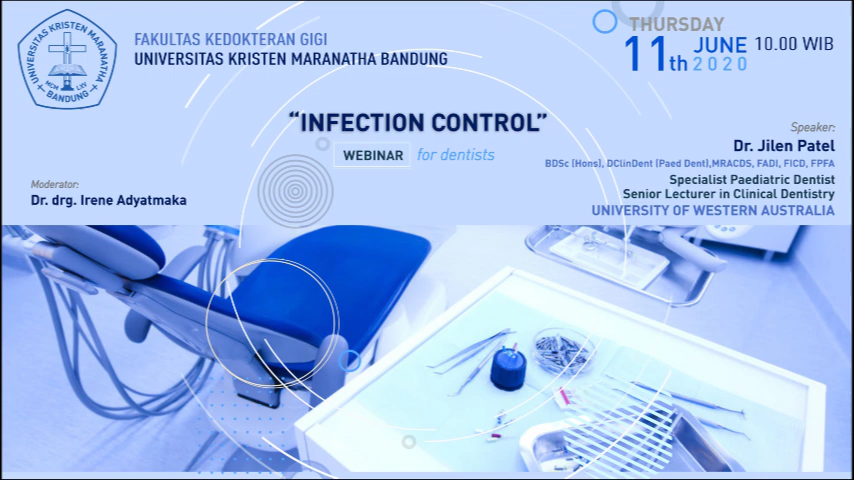 UNIVERSITAS KRISTEN MARANATHA
MCM LXV
BANDUNG
FAKULTAS KEDOKTERAN GIGI
UNIVERSITAS KRISTEN MARANATHA BANDUNG
THURSDAY
11th JUNE 2020 10.00 WIB
“INFECTION CONTROL”
WEBINAR for dentists
Speaker:
Dr. Jilen Patel
BDSc (Hons), DClinDent (Paed Dent),MRACDS, FADI, FICD, FPFA
Specialist Paediatric Dentist
Senior Lecturer in Clinical Dentistry
UNIVERSITY OF WESTERN AUSTRALIA
Moderator:
Dr. drg. Irene Adyatmaka